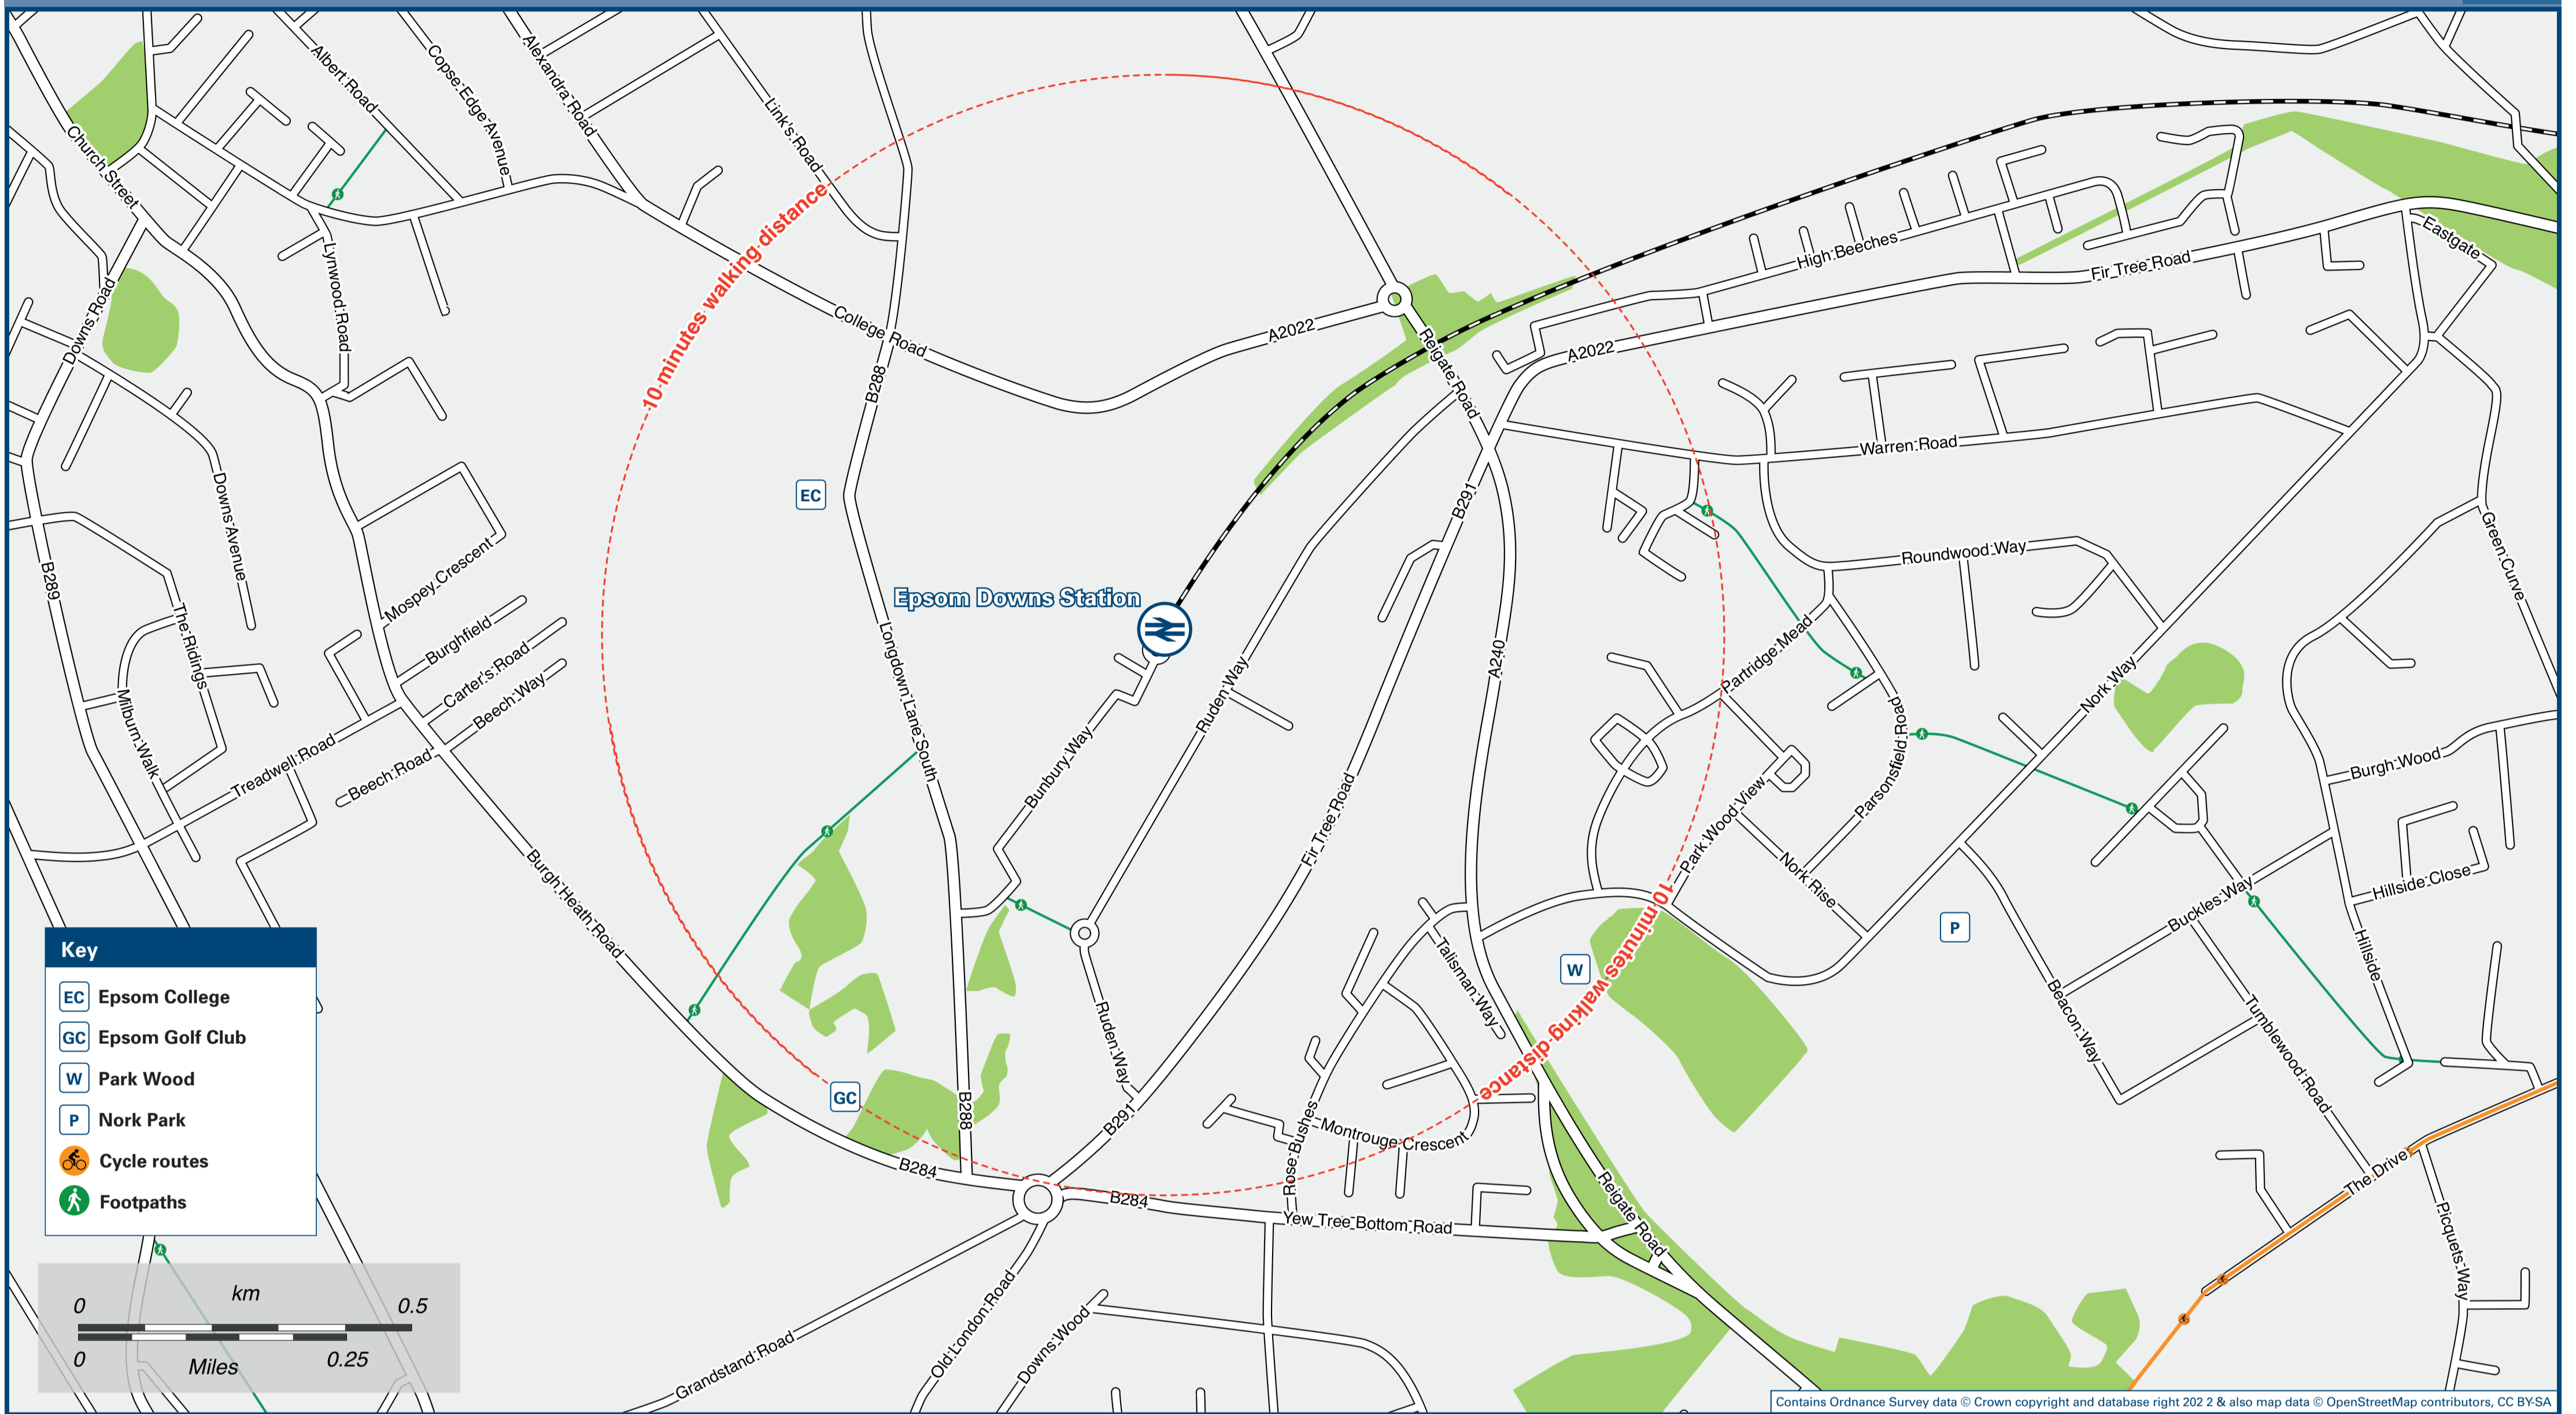 Albert Road
Copse Edge Avenue
Alexandra Road
Link's Road
Church Street
Lynwood Road
Downs Road
10 minutes walking distance
College Road
A2022
Reigate Road
A2022
High Beeches
Fir Tree Road
Eastgate
B288
Warren Road
EC
B291
Downs Avenue
Mospey Crescent
Roundwood Way
Green Curve
B289
Epsom Downs Station
The Ridings
Burghfield
Carter's Road
Beech Way
Longdown Lane South
Ruden Way
A240
Partridge Mead
Nork Way
Milburn Walk
Treadwell Road
Beech Road
Bunbury Way
Parsonsfield Road
Burgh Wood
Fir Tree Road
Park Wood View
Nork Rise
Burgh Heath Road
Buckles Way
Hillside Close
P
W
Talisman Way
Hillside
Beacon Way
Tumblewood Road
10 minutes walking distance
Ruden Way
GC
B288
B291
Rose Bushes
Montrouge Crescent
B284
B284
Yew Tree Bottom Road
Reigate Road
The Drive
Picquets Way
Grandstand Road
Old London Road
Downs Wood
Key
EC Epsom College
GC Epsom Golf Club
W Park Wood
P Nork Park
Cycle routes
Footpaths
km
0 0.5
0 0.25
Miles
Contains Ordnance Survey data © Crown copyright and database right 202 2 & also map data © OpenStreetMap contributors, CC BY-SA